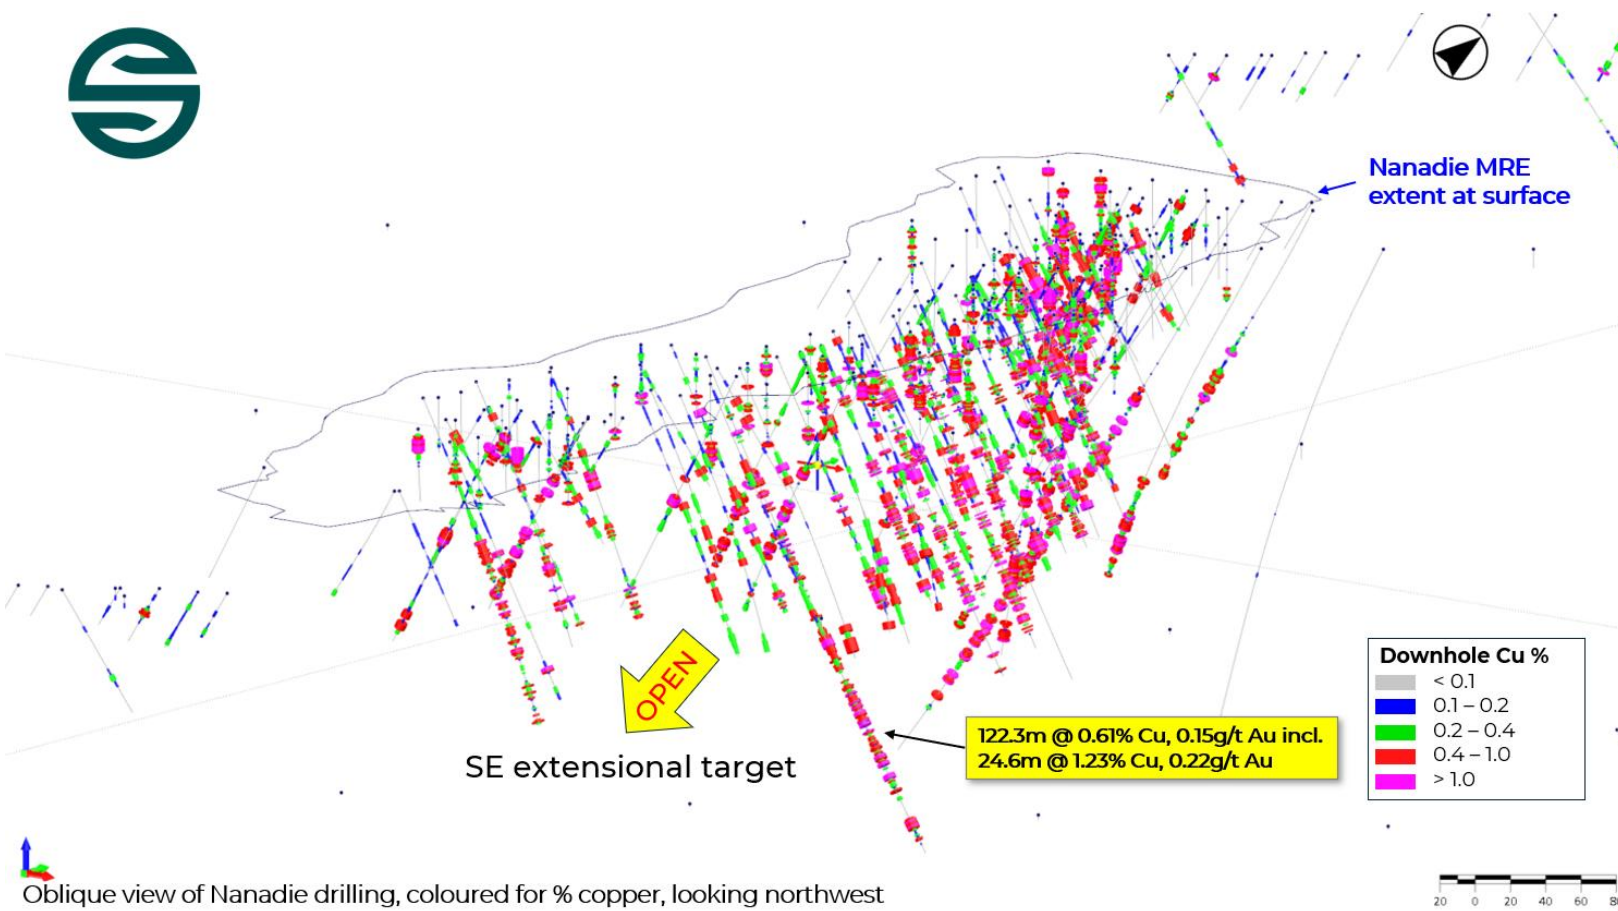 Nanadie MRE
extent at surface
OPEN
SE extensional target
122.3m @ 0.61% Cu, 0.15g/t Au incl.
24.6m @ 1.23% Cu, 0.22g/t Au
Downhole Cu %
< 0.1
0.1 – 0.2
0.2 – 0.4
0.4 – 1.0
> 1.0
Oblique view of Nanadie drilling, coloured for % copper, looking northwest
20 0 20 40 60